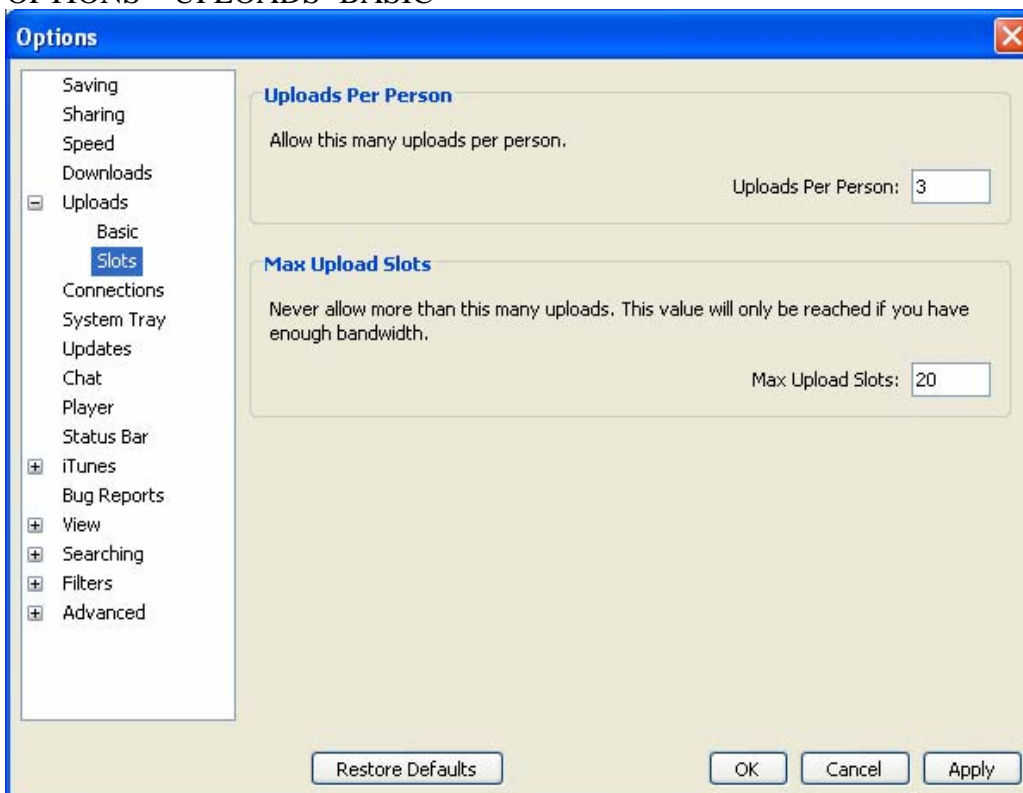 OPTIONS – UPLOADS- BASIC
Options
Saving
Sharing
Speed
Downloads
Uploads
Basic
Slots
Connections
System Tray
Updates
Chat
Player
Status Bar
iTunes
Bug Reports
View
Searching
Filters
Advanced
Uploads Per Person
Allow this many uploads per person.
Uploads Per Person: 3
Max Upload Slots
Never allow more than this many uploads. This value will only be reached if you have
enough bandwidth.
Max Upload Slots: 20
Restore Defaults
OK
Cancel
Apply